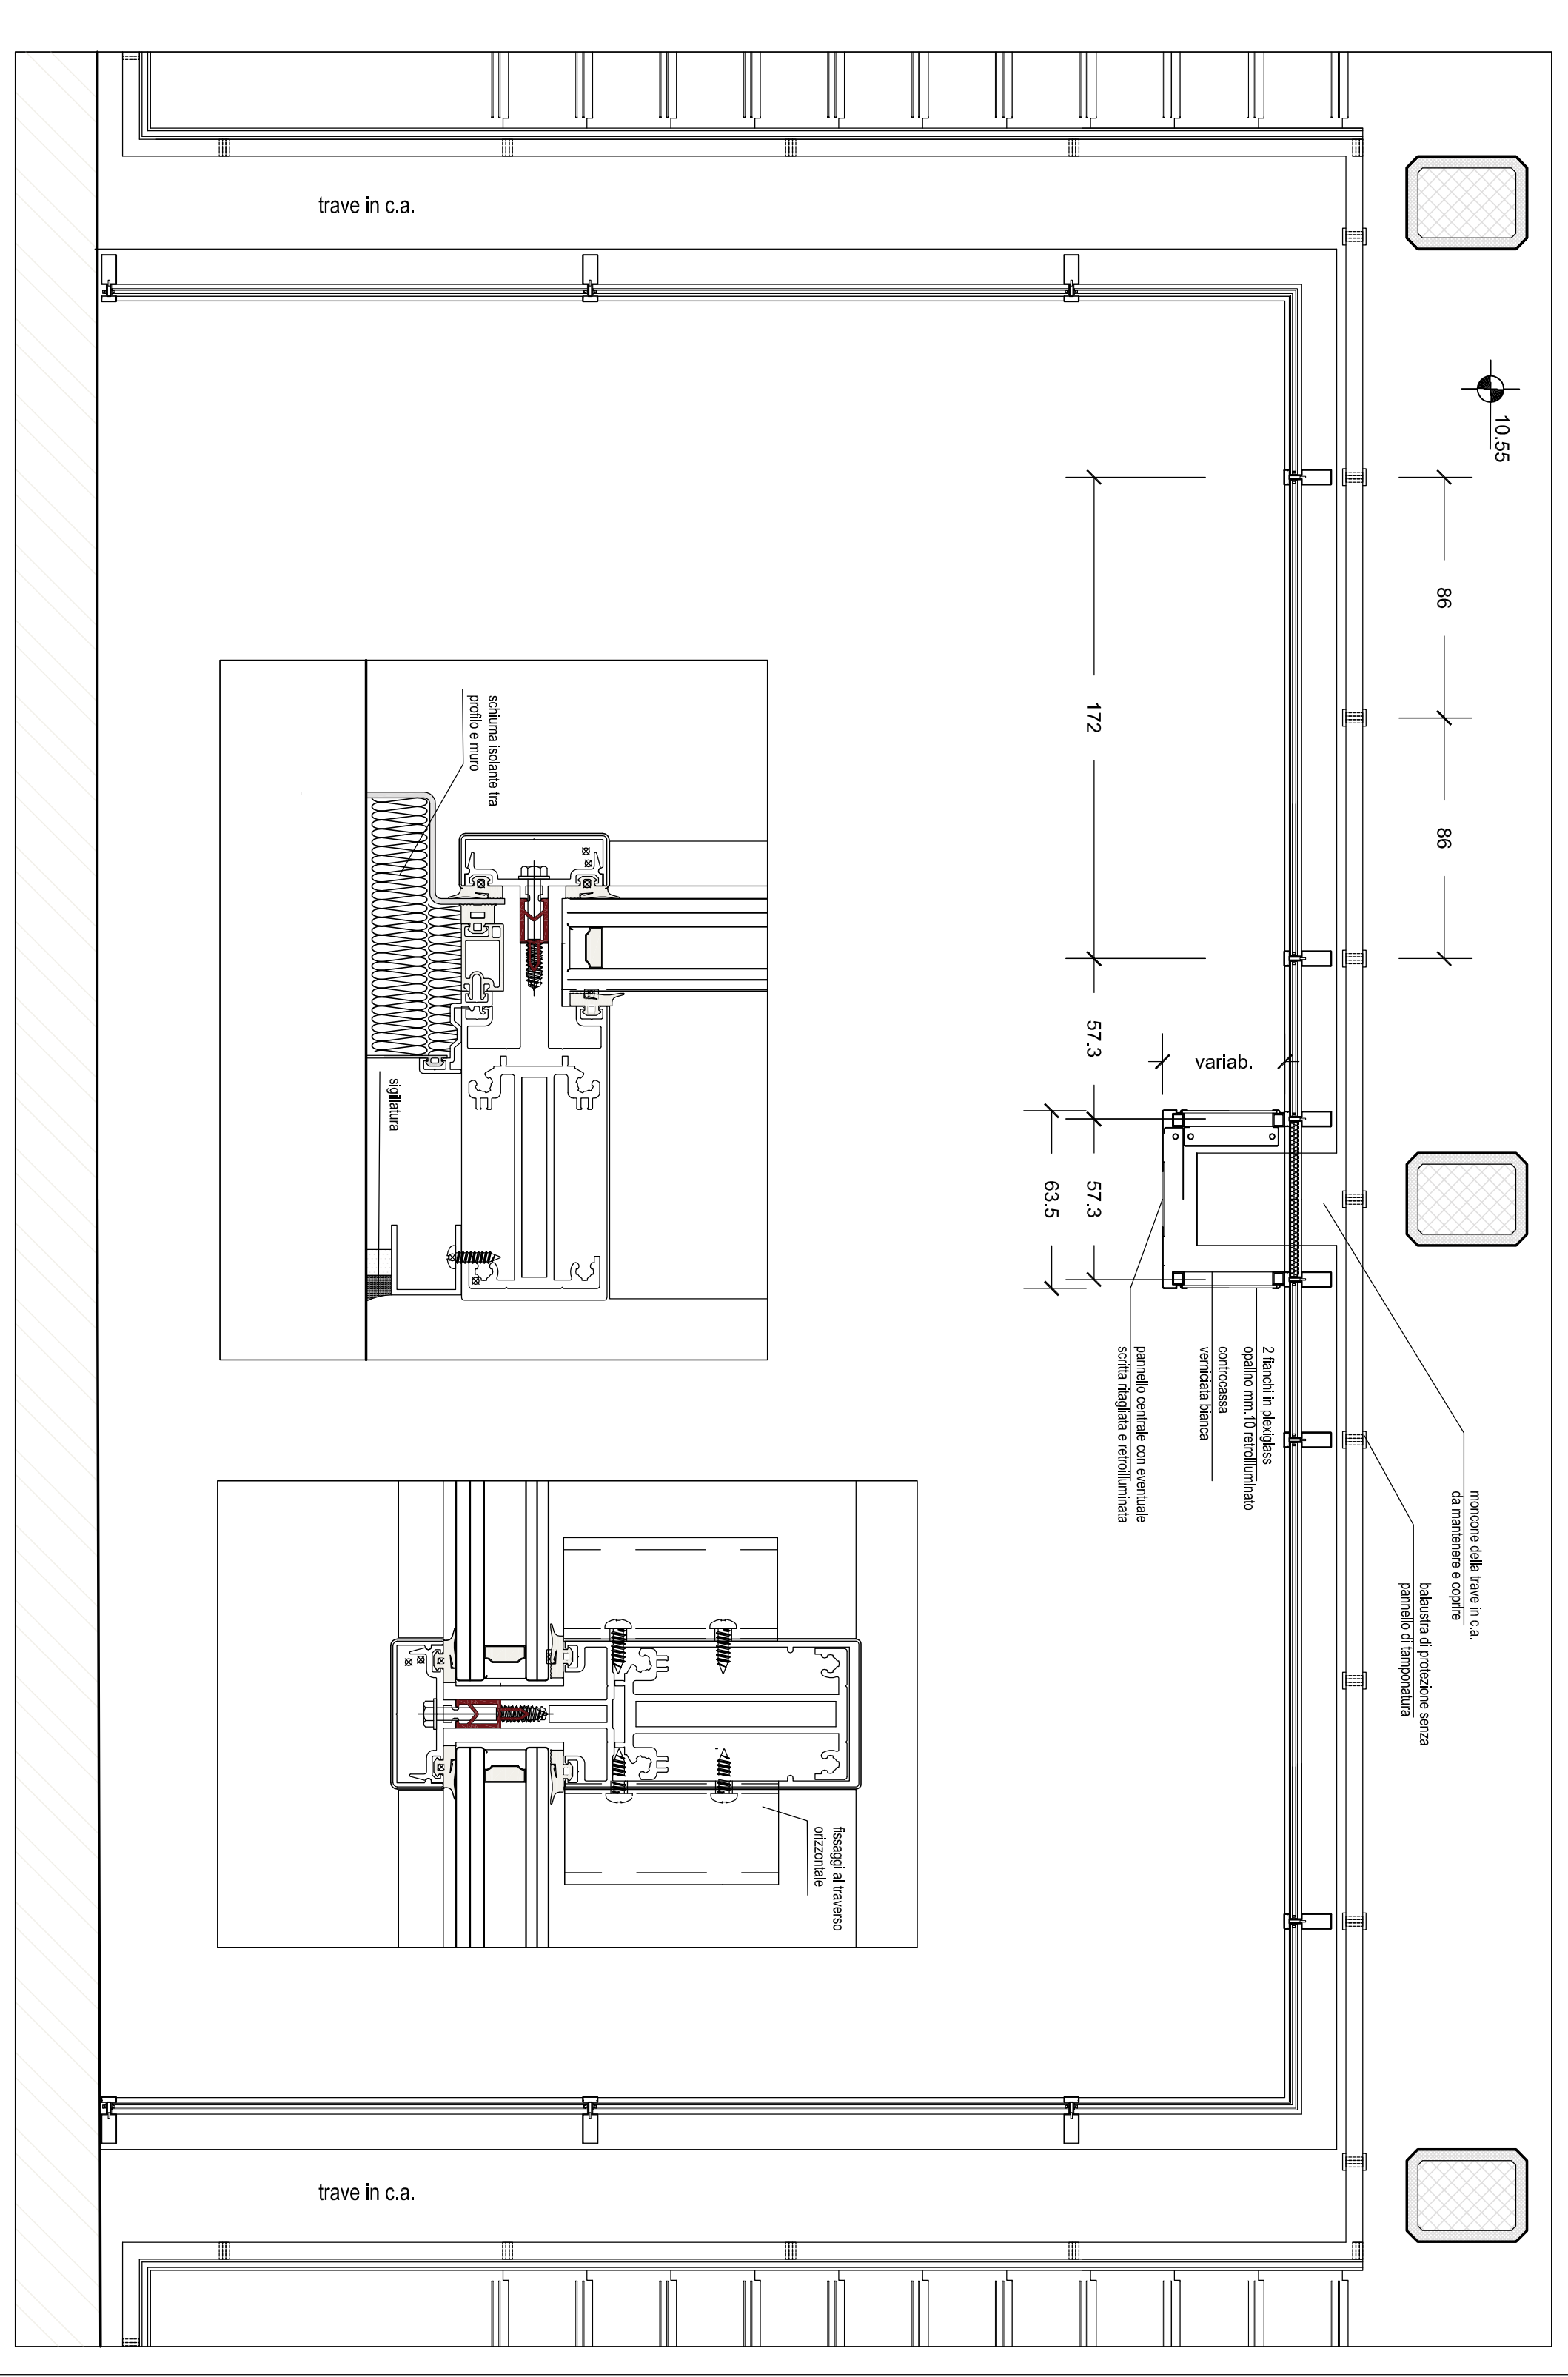 trave in c.a.
10.55
86
86
172
57.3
variab.
57.3
63.5
schiuma isolante tra
profilo e muro
sigillatura
2 fianchi in plexiglass
opalino mm.10 retroilluminato
controcassa
verniciata bianca
pannello centrale con eventuale
scritta ritagliata e retroilluminata
moncone della trave in c.a.
da mantenere e coprire
balaustra di protezione senza
pannello di tamponatura
fissaggi al traverso
orizzontale
trave in c.a.